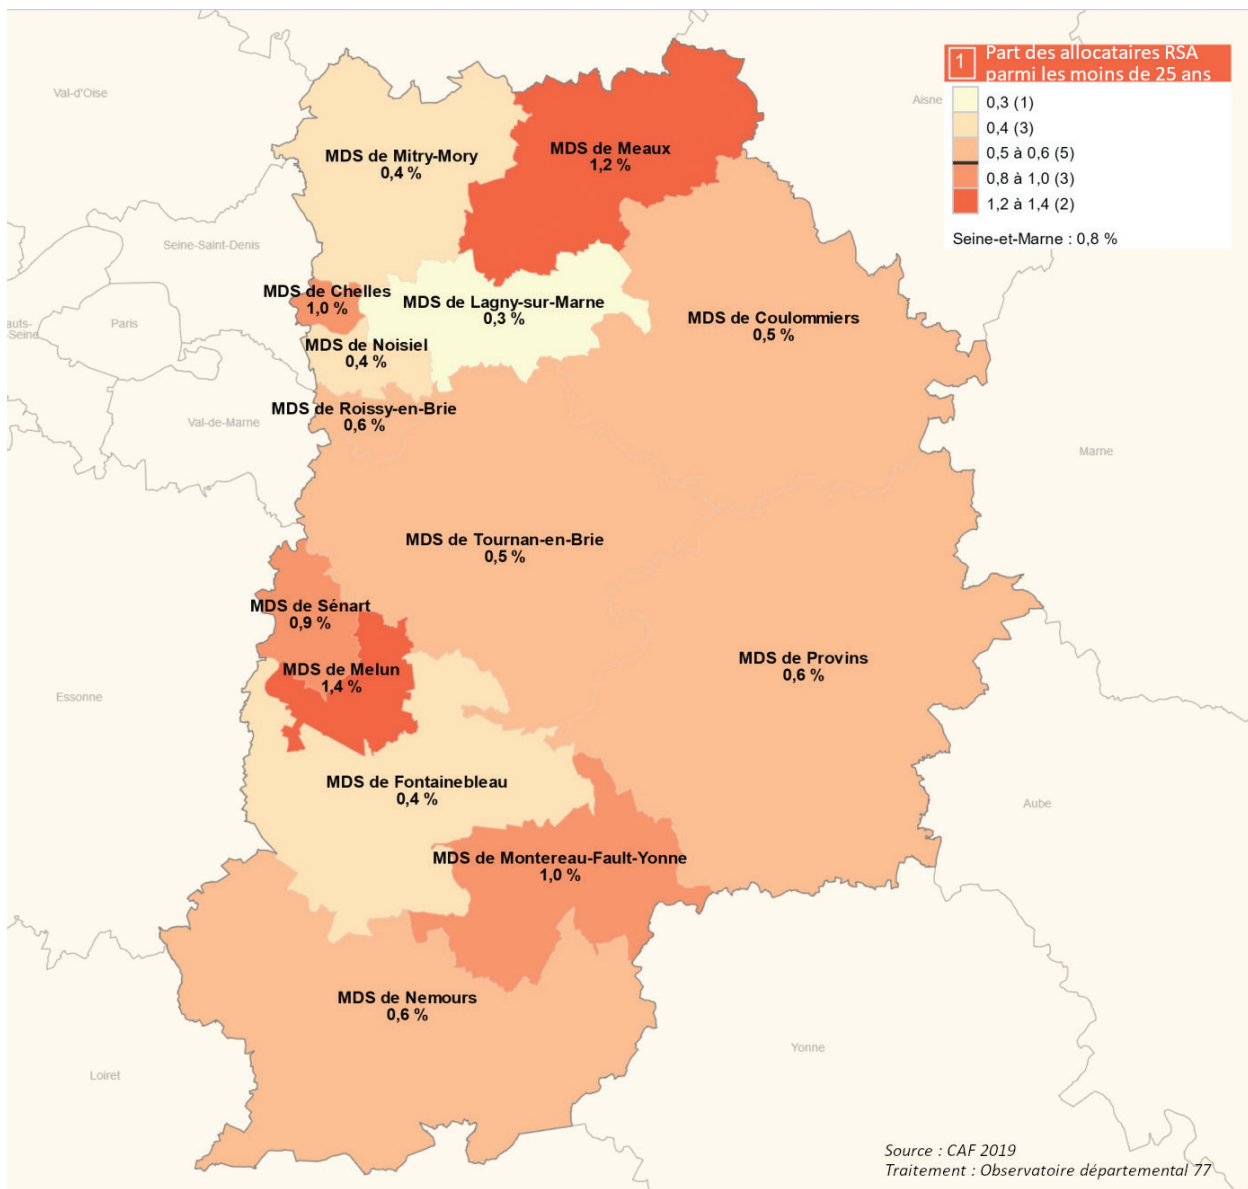 1
Part des allocataires RSA
parmi les moins de 25 ans
0,3 (1)
0,4 (3)
0,5 à 0,6 (5)
0,8 à 1,0 (3)
1,2 à 1,4 (2)
Seine-et-Marne : 0,8 %
Val-d'Oise
Aisne
MDS de Mitry-Mory
0,4 %
MDS de Meaux
1,2 %
Seine-Saint-Denis
MDS de Chelles
1,0 %
MDS de Lagny-sur-Marne
0,3 %
MDS de Coulommiers
0,5 %
auts-
-Seine
Paris
MDS de Noisiel
0,4 %
MDS de Roissy-en-Brie
0,6 %
Val-de-Marne
Marne
MDS de Tournan-en-Brie
0,5 %
MDS de Sénart
0,9 %
MDS de Melun
1,4 %
MDS de Provins
0,6 %
Essonne
MDS de Fontainebleau
0,4 %
Aube
MDS de Montereau-Fault-Yonne
1,0 %
MDS de Nemours
0,6 %
Yonne
Loiret
Source : CAF 2019
Traitement : Observatoire départemental 77